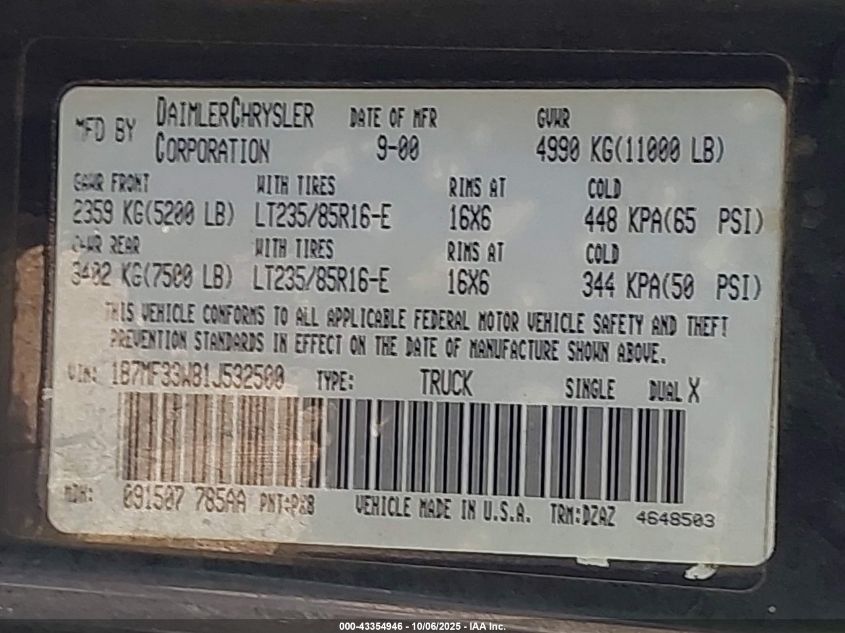 MFD BY DAIMLERCHRYSLER CORPORATION DATE OF MFR 9-00 GVWR 4990 KG(11000 LB)
GAWR FRONT WITH TIRES RIMS AT COLD
2359 KG(5200 LB) LT235/85R16-E 16X6 448 KPA(65 PSI)
GAWR REAR WITH TIRES RIMS AT COLD
3402 KG(7500 LB) LT235/85R16-E 16X6 344 KPA(50 PSI)
THIS VEHICLE CONFORMS TO ALL APPLICABLE FEDERAL MOTOR VEHICLE SAFETY AND THEFT
PREVENTION STANDARDS IN EFFECT ON THE DATE OF MANUFACTURE SHOWN ABOVE.
VIN: 1B7MF33WB1J532500 TYPE: TRUCK SINGLE DUAL X
MDH: 091507 785AA PNT:PX8 VEHICLE MADE IN U.S.A. TRM:DZAZ 4648503
000-43354946 - 10/06/2025 - IAA Inc.